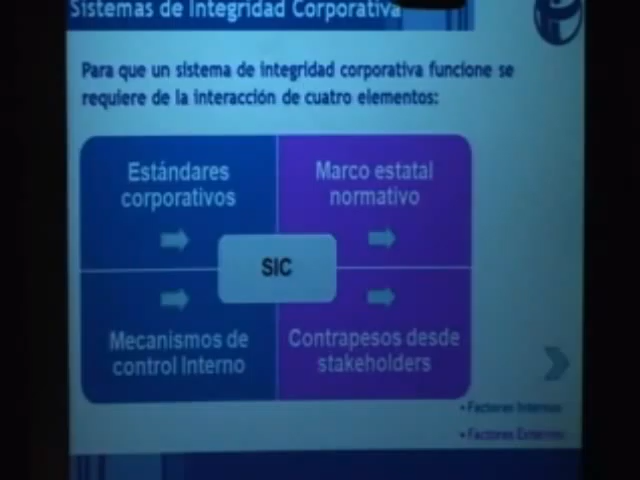 Sistemas de Integridad Corporativa
Para que un sistema de integridad corporativa funcione se
requiere de la interacción de cuatro elementos:
Estándares
corporativos
Marco estatal
normativo
SIC
Mecanismos de
control Interno
Contrapesos desde
stakeholders
• Factores Internos
• Factores Externos